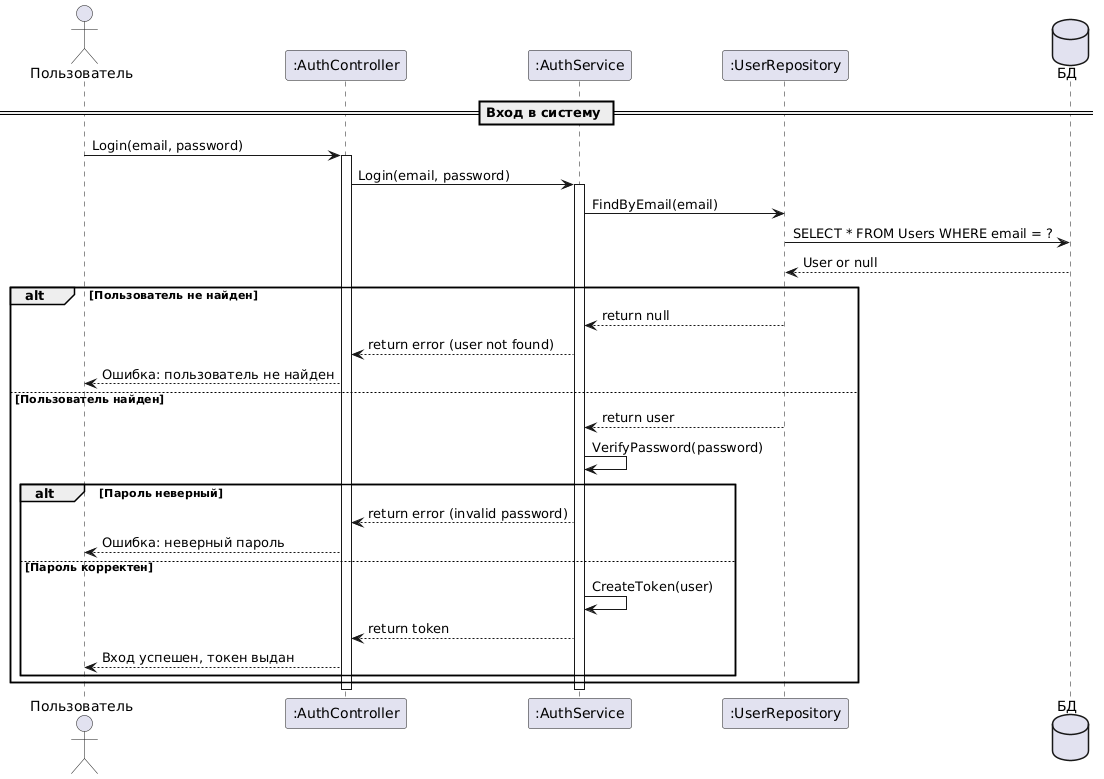 Пользователь
:AuthController
:AuthService
:UserRepository
БД
Вход в систему
Login(email, password)
Login(email, password)
FindByEmail(email)
SELECT * FROM Users WHERE email = ?
User or null
alt
[Пользователь не найден]
return null
return error (user not found)
Ошибка: пользователь не найден
[Пользователь найден]
return user
VerifyPassword(password)
alt
[Пароль неверный]
return error (invalid password)
Ошибка: неверный пароль
[Пароль корректен]
CreateToken(user)
return token
Вход успешен, токен выдан
Пользователь
:AuthController
:AuthService
:UserRepository
БД